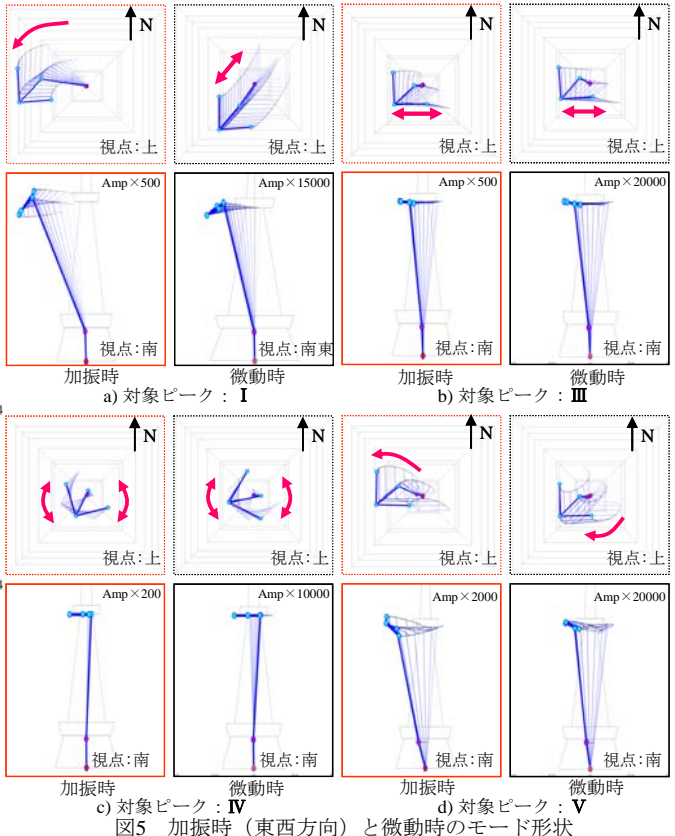 N
視点:上
N
視点:上
N
視点:上
N
視点:上
Amp×500
視点:南
Amp×15000
視点:南東
Amp×500
視点:南
Amp×20000
視点:南
加振時
微動時
加振時
微動時
a) 対象ピーク : Ⅰ
b) 対象ピーク : Ⅲ
N
視点:上
N
視点:上
N
視点:上
N
視点:上
Amp×200
視点:南
Amp×10000
視点:南
Amp×2000
視点:南
Amp×20000
視点:南
加振時
微動時
加振時
微動時
c) 対象ピーク : Ⅳ
d) 対象ピーク : Ⅴ
図5 加振時(東西方向)と微動時のモード形状